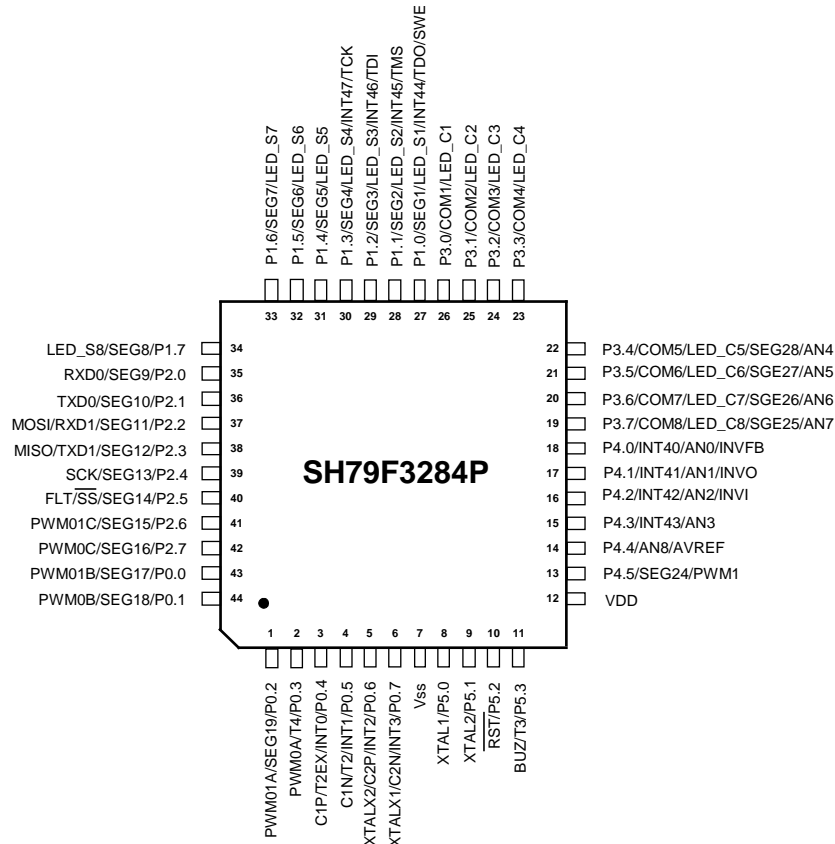 P1.6/SEG7/LED_S7
P1.5/SEG6/LED_S6
P1.4/SEG5/LED_S5
P1.3/SEG4/LED_S4/INT47/TCK
P1.2/SEG3/LED_S3/INT46/TDI
P1.1/SEG2/LED_S2/INT45/TMS
P1.0/SEG1/LED_S1/INT44/TDO/SWE
P3.0/COM1/LED_C1
P3.1/COM2/LED_C2
P3.2/COM3/LED_C3
P3.3/COM4/LED_C4
33 32 31 30 29 28 27 26 25 24 23
LED_S8/SEG8/P1.7 34
RXD0/SEG9/P2.0 35
TXD0/SEG10/P2.1 36
MOSI/RXD1/SEG11/P2.2 37
MISO/TXD1/SEG12/P2.3 38
SCK/SEG13/P2.4 39
FLT/SS/SEG14/P2.5 40
PWM01C/SEG15/P2.6 41
PWM0C/SEG16/P2.7 42
PWM01B/SEG17/P0.0 43
PWM0B/SEG18/P0.1 44
SH79F3284P
22 P3.4/COM5/LED_C5/SEG28/AN4
21 P3.5/COM6/LED_C6/SGE27/AN5
20 P3.6/COM7/LED_C7/SGE26/AN6
19 P3.7/COM8/LED_C8/SGE25/AN7
18 P4.0/INT40/AN0/INVFB
17 P4.1/INT41/AN1/INVO
16 P4.2/INT42/AN2/INVI
15 P4.3/INT43/AN3
14 P4.4/AN8/AVREF
13 P4.5/SEG24/PWM1
12 VDD
1 2 3 4 5 6 7 8 9 10 11
PWM01A/SEG19/P0.2
PWM0A/T4/P0.3
C1P/T2EX/INT0/P0.4
C1N/T2/INT1/P0.5
XTALX2/C2P/INT2/P0.6
XTALX1/C2N/INT3/P0.7
Vss
XTAL1/P5.0
XTAL2/P5.1
RST/P5.2
BUZ/T3/P5.3